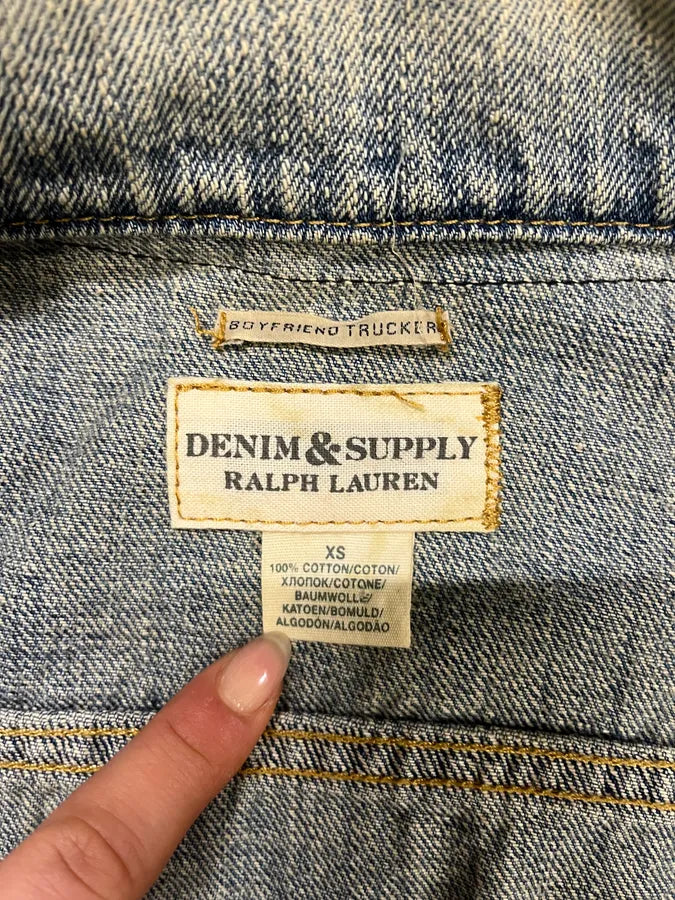 BOYFRIEND TRUCKER
DENIM & SUPPLY
RALPH LAUREN
XS
100% COTTON/COTON/
ХЛОПОК/COTONE/
BAUMWOLLE/
KATOEN/BOMULD/
ALGODÓN/ALGODÃO